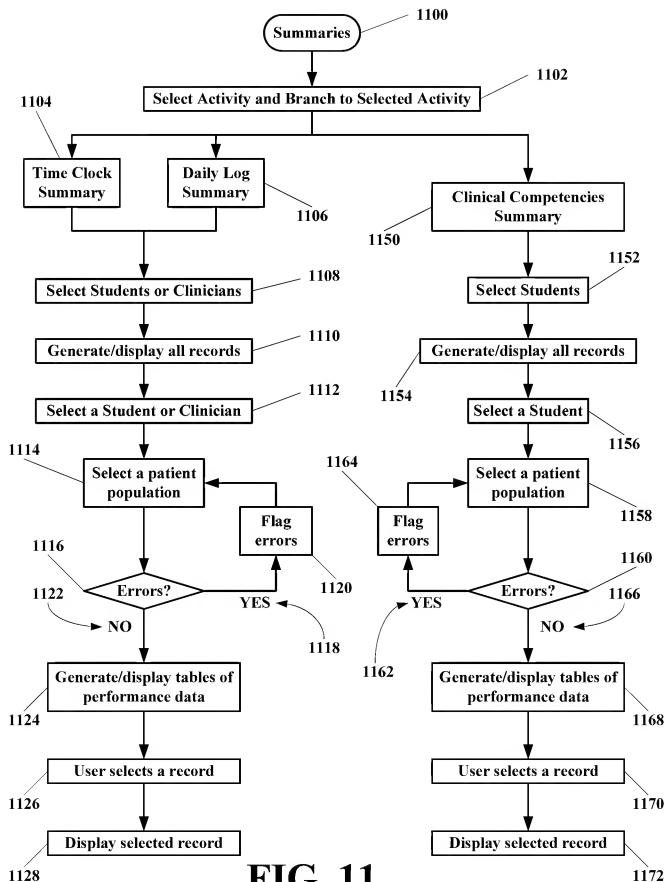 Summaries
1100
1102
Select Activity and Branch to Selected Activity
1104
Time Clock
Summary
Daily Log
Summary
1106
Clinical Competencies
Summary
1150
1108
Select Students or Clinicians
1152
Select Students
1110
Generate/display all records
Generate/display all records
1154
1112
Select a Student or Clinician
Select a Student
1156
1114
Select a patient
population
1164
Select a patient
population
1158
Flag
errors
1120
Flag
errors
1116
Errors?
1160
Errors?
1122
NO
YES
1118
YES
1162
NO
1166
Generate/display tables of
performance data
1124
Generate/display tables of
performance data
1168
User selects a record
1126
User selects a record
1170
Display selected record
1128
Display selected record
1172
FIG. 11